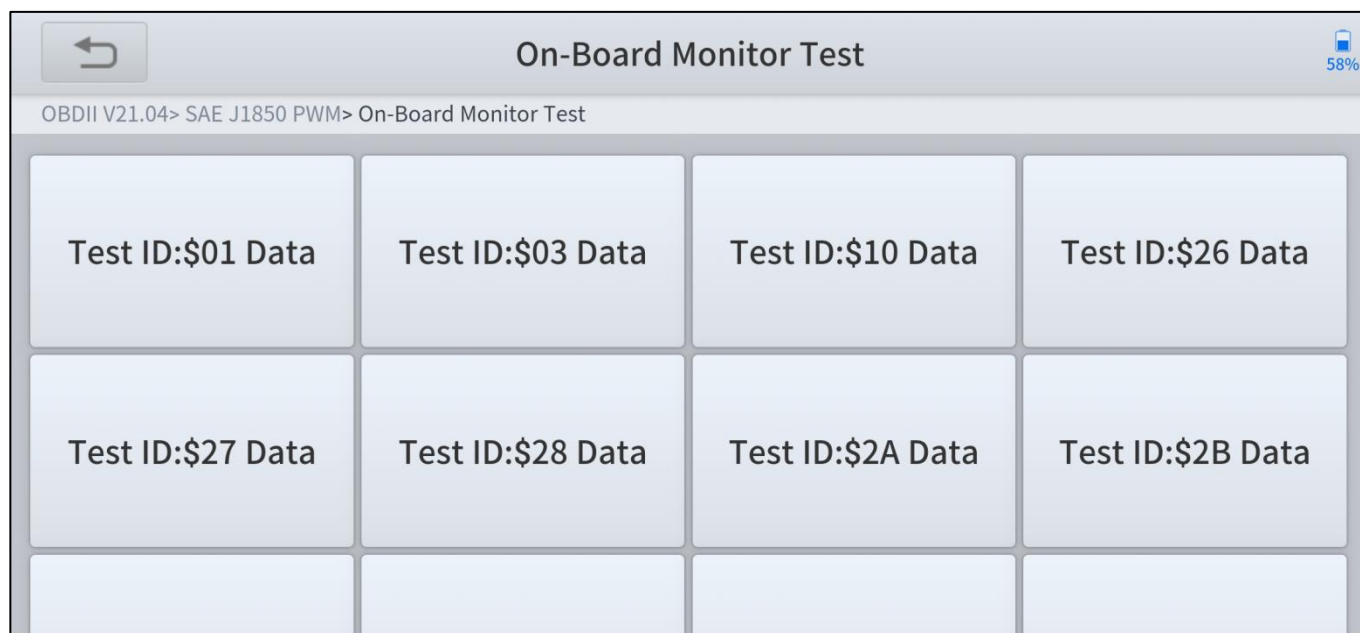 On-Board Monitor Test
58%
OBDII V21.04> SAE J1850 PWM> On-Board Monitor Test
Test ID:$01 Data
Test ID:$03 Data
Test ID:$10 Data
Test ID:$26 Data
Test ID:$27 Data
Test ID:$28 Data
Test ID:$2A Data
Test ID:$2B Data